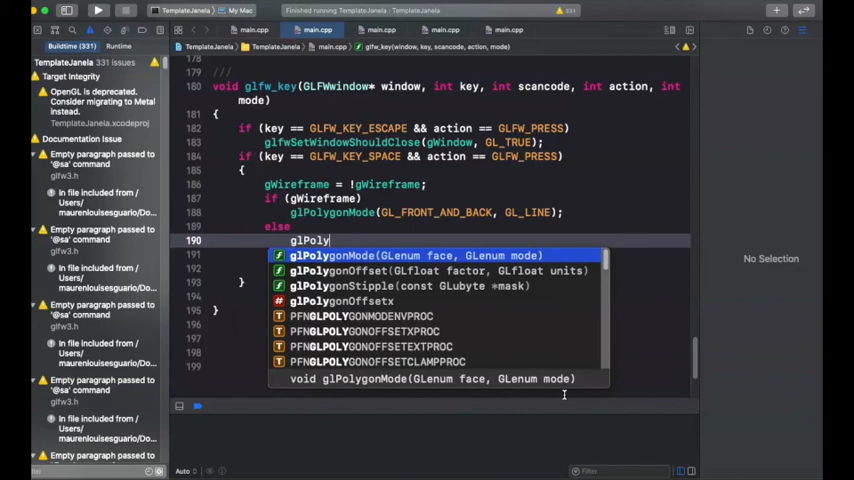 TemplateJanela
My Mac
Finished running TemplateJanela
331
Buildtime (331)
Runtime
TemplateJanela 331 issues
Target Integrity
OpenGL is deprecated.
Consider migrating to Metal
instead.
TemplateJanela.xcodeproj
Documentation Issue
Empty paragraph passed to
'@sa' command
glfw3.h
In file included from /
Users/
maurenlouisesguario/Do...
Empty paragraph passed to
'@sa' command
glfw3.h
In file included from /
Users/
maurenlouisesguario/Do...
Empty paragraph passed to
'@sa' command
glfw3.h
In file included from /
Users/
maurenlouisesguario/Do...
Empty paragraph passed to
'@sa' command
glfw3.h
In file included from /
Users/
maurenlouisesguario/Do...
Empty paragraph passed to
main.cpp main.cpp main.cpp main.cpp main.cpp
TemplateJanela TemplateJanela main.cpp glfw_key(window, key, scancode, action, mode)
178
179 ///
180 void glfw_key(GLFWwindow* window, int key, int scancode, int action, int
mode)
181 {
182 if (key == GLFW_KEY_ESCAPE && action == GLFW_PRESS)
183 glfwSetWindowShouldClose(gWindow, GL_TRUE);
184 if (key == GLFW_KEY_SPACE && action == GLFW_PRESS)
185 {
186 gWireframe = !gWireframe;
187 if (gWireframe)
188 glPolygonMode(GL_FRONT_AND_BACK, GL_LINE);
189 else
190 glPoly
191
192
193 }
194
195 }
196
197
198
199
glPolygonMode(GLenum face, GLenum mode)
glPolygonOffset(GLfloat factor, GLfloat units)
glPolygonStipple(const GLubyte *mask)
glPolygonOffsetx
PFNGLPOLYGONMODENVPROC
PFNGLPOLYGONOFFSETXPROC
PFNGLPOLYGONOFFSETEXTPROC
PFNGLPOLYGONOFFSETCLAMPPROC
void glPolygonMode(GLenum face, GLenum mode)
No Selection
Auto
Filter